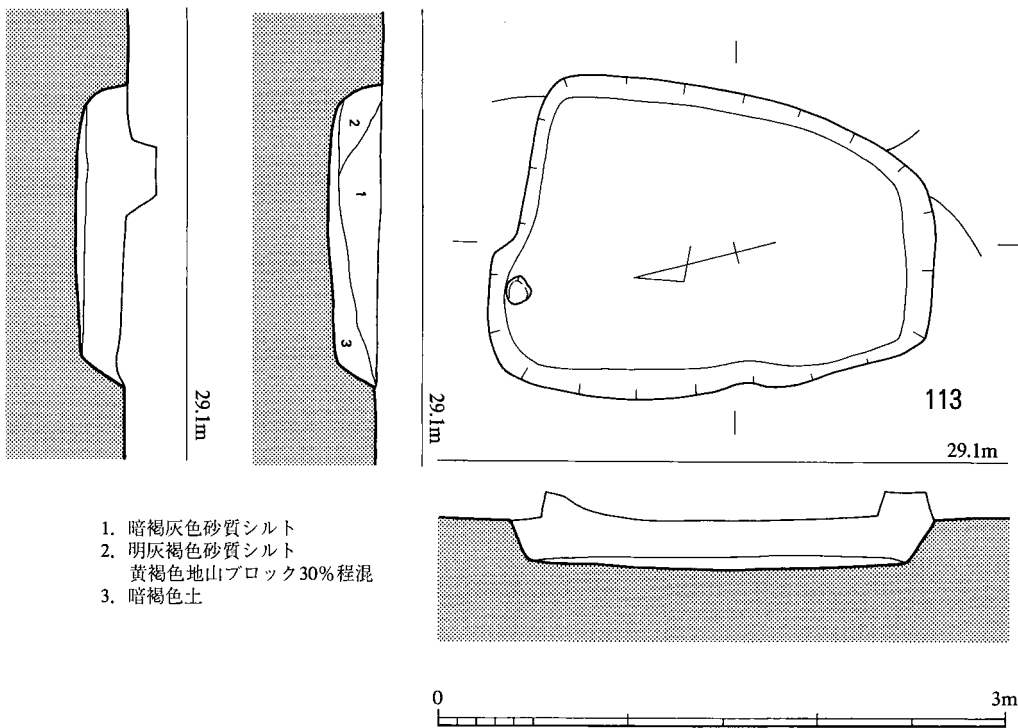 2
1
3
29.1m
29.1m
113
29.1m
1. 暗褐灰色砂質シルト
2. 明灰褐色砂質シルト
黄褐色地山ブロック30%程混
3. 暗褐色土
0 3m